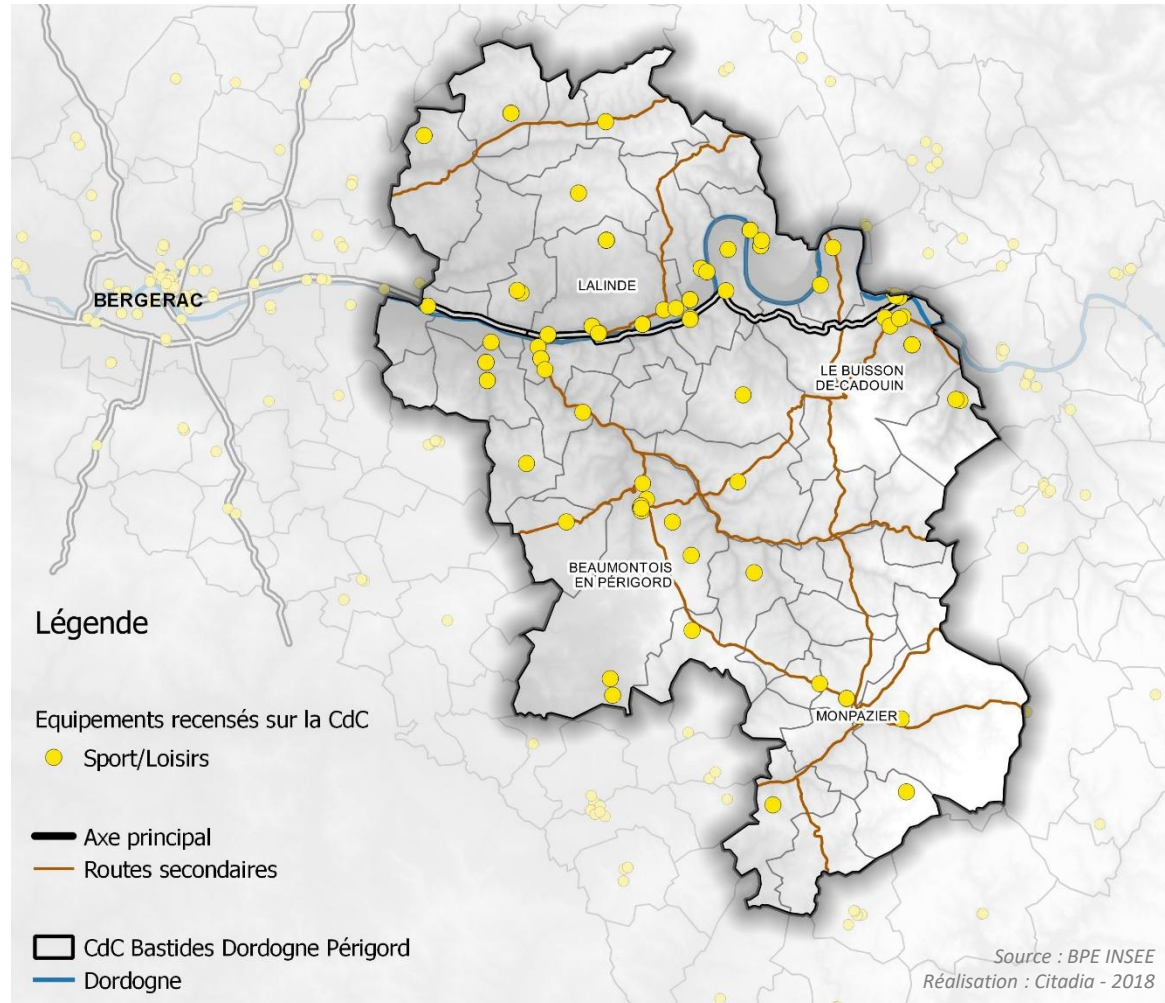 LALINDE
BERGERAC
LE BUISSON
DE-CADOUIN
BEAUMONTOIS
EN PÉRIGORD
MONPAZIER
Légende
Equipements recensés sur la CdC
Sport/Loisirs
Axe principal
Routes secondaires
CdC Bastides Dordogne Périgord
Dordogne
Source : BPE INSEE
Réalisation : Citadia - 2018